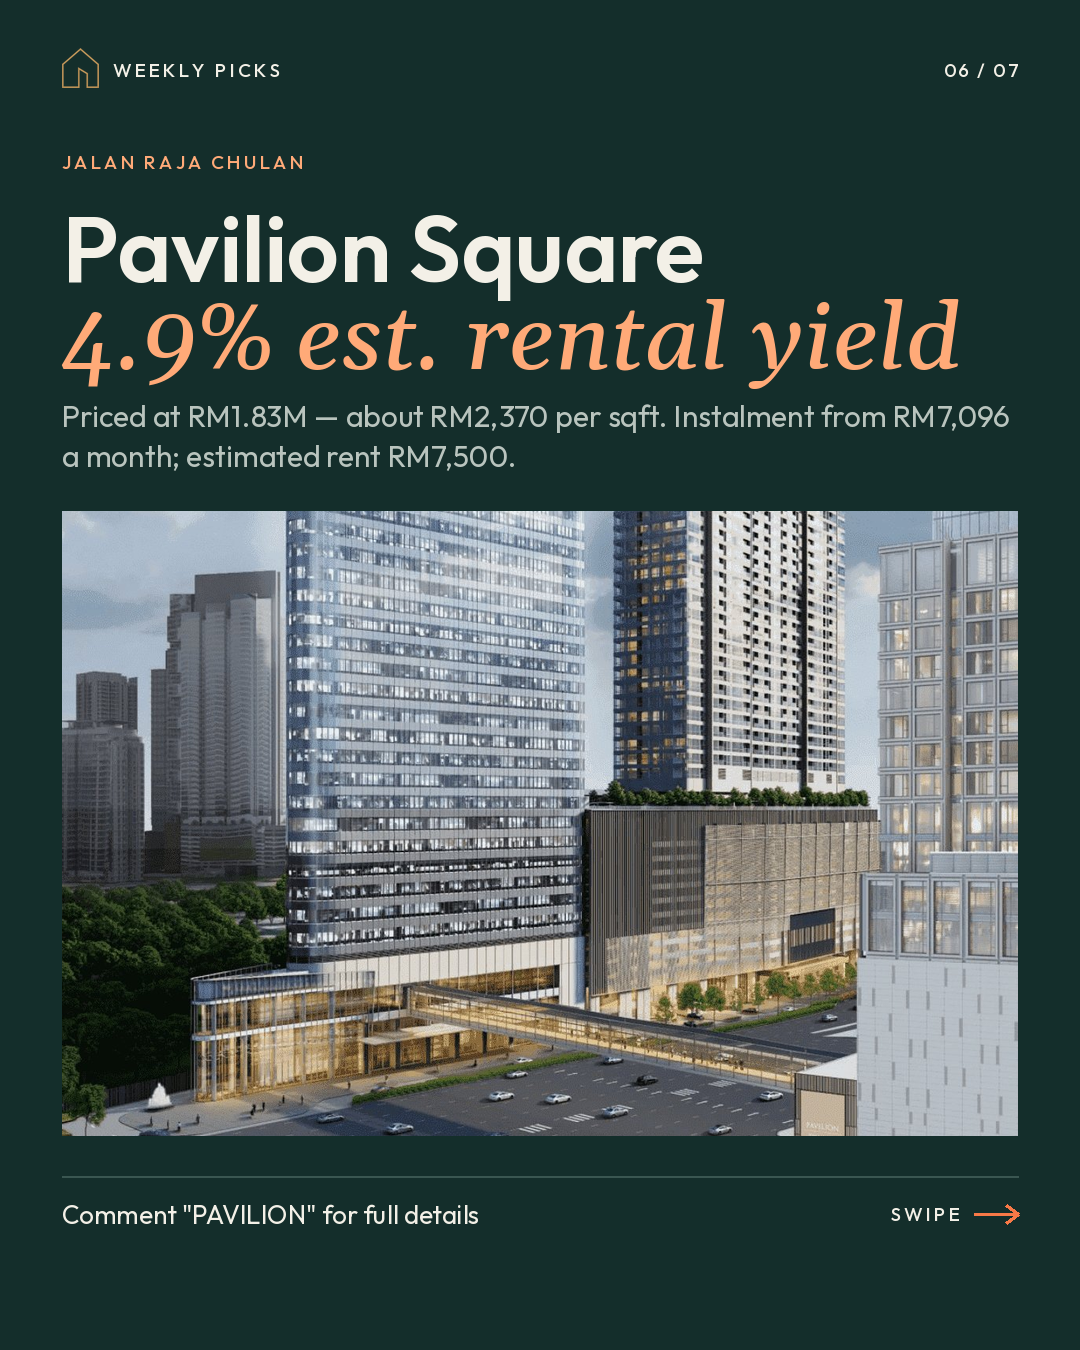 WEEKLY PICKS
06 / 07
JALAN RAJA CHULAN
Pavilion Square
4.9% est. rental yield
Priced at RM1.83M — about RM2,370 per sqft. Instalment from RM7,096
a month; estimated rent RM7,500.
PAVILION
Comment "PAVILION" for full details
SWIPE